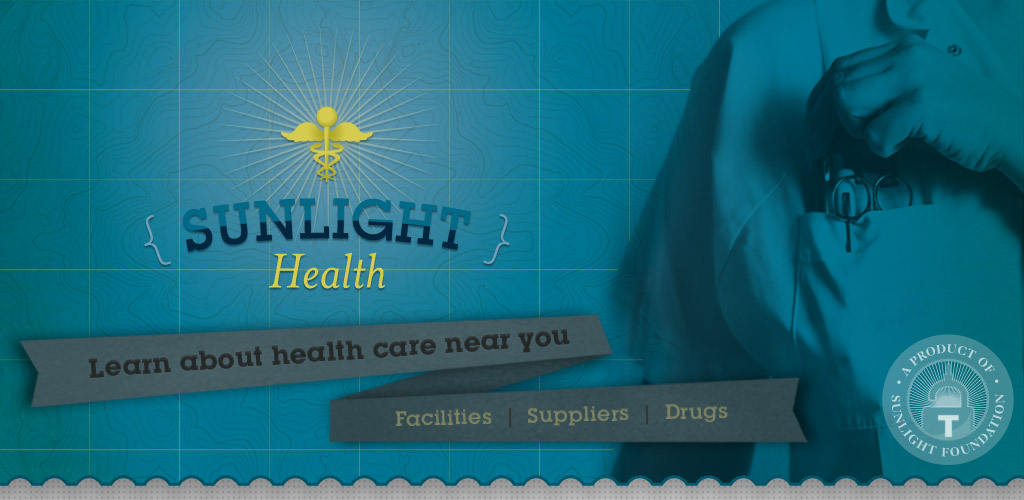 SUNLIGHT
Health
Learn about health care near you
Facilities | Suppliers | Drugs
A PRODUCT OF
SUNLIGHT FOUNDATION
T